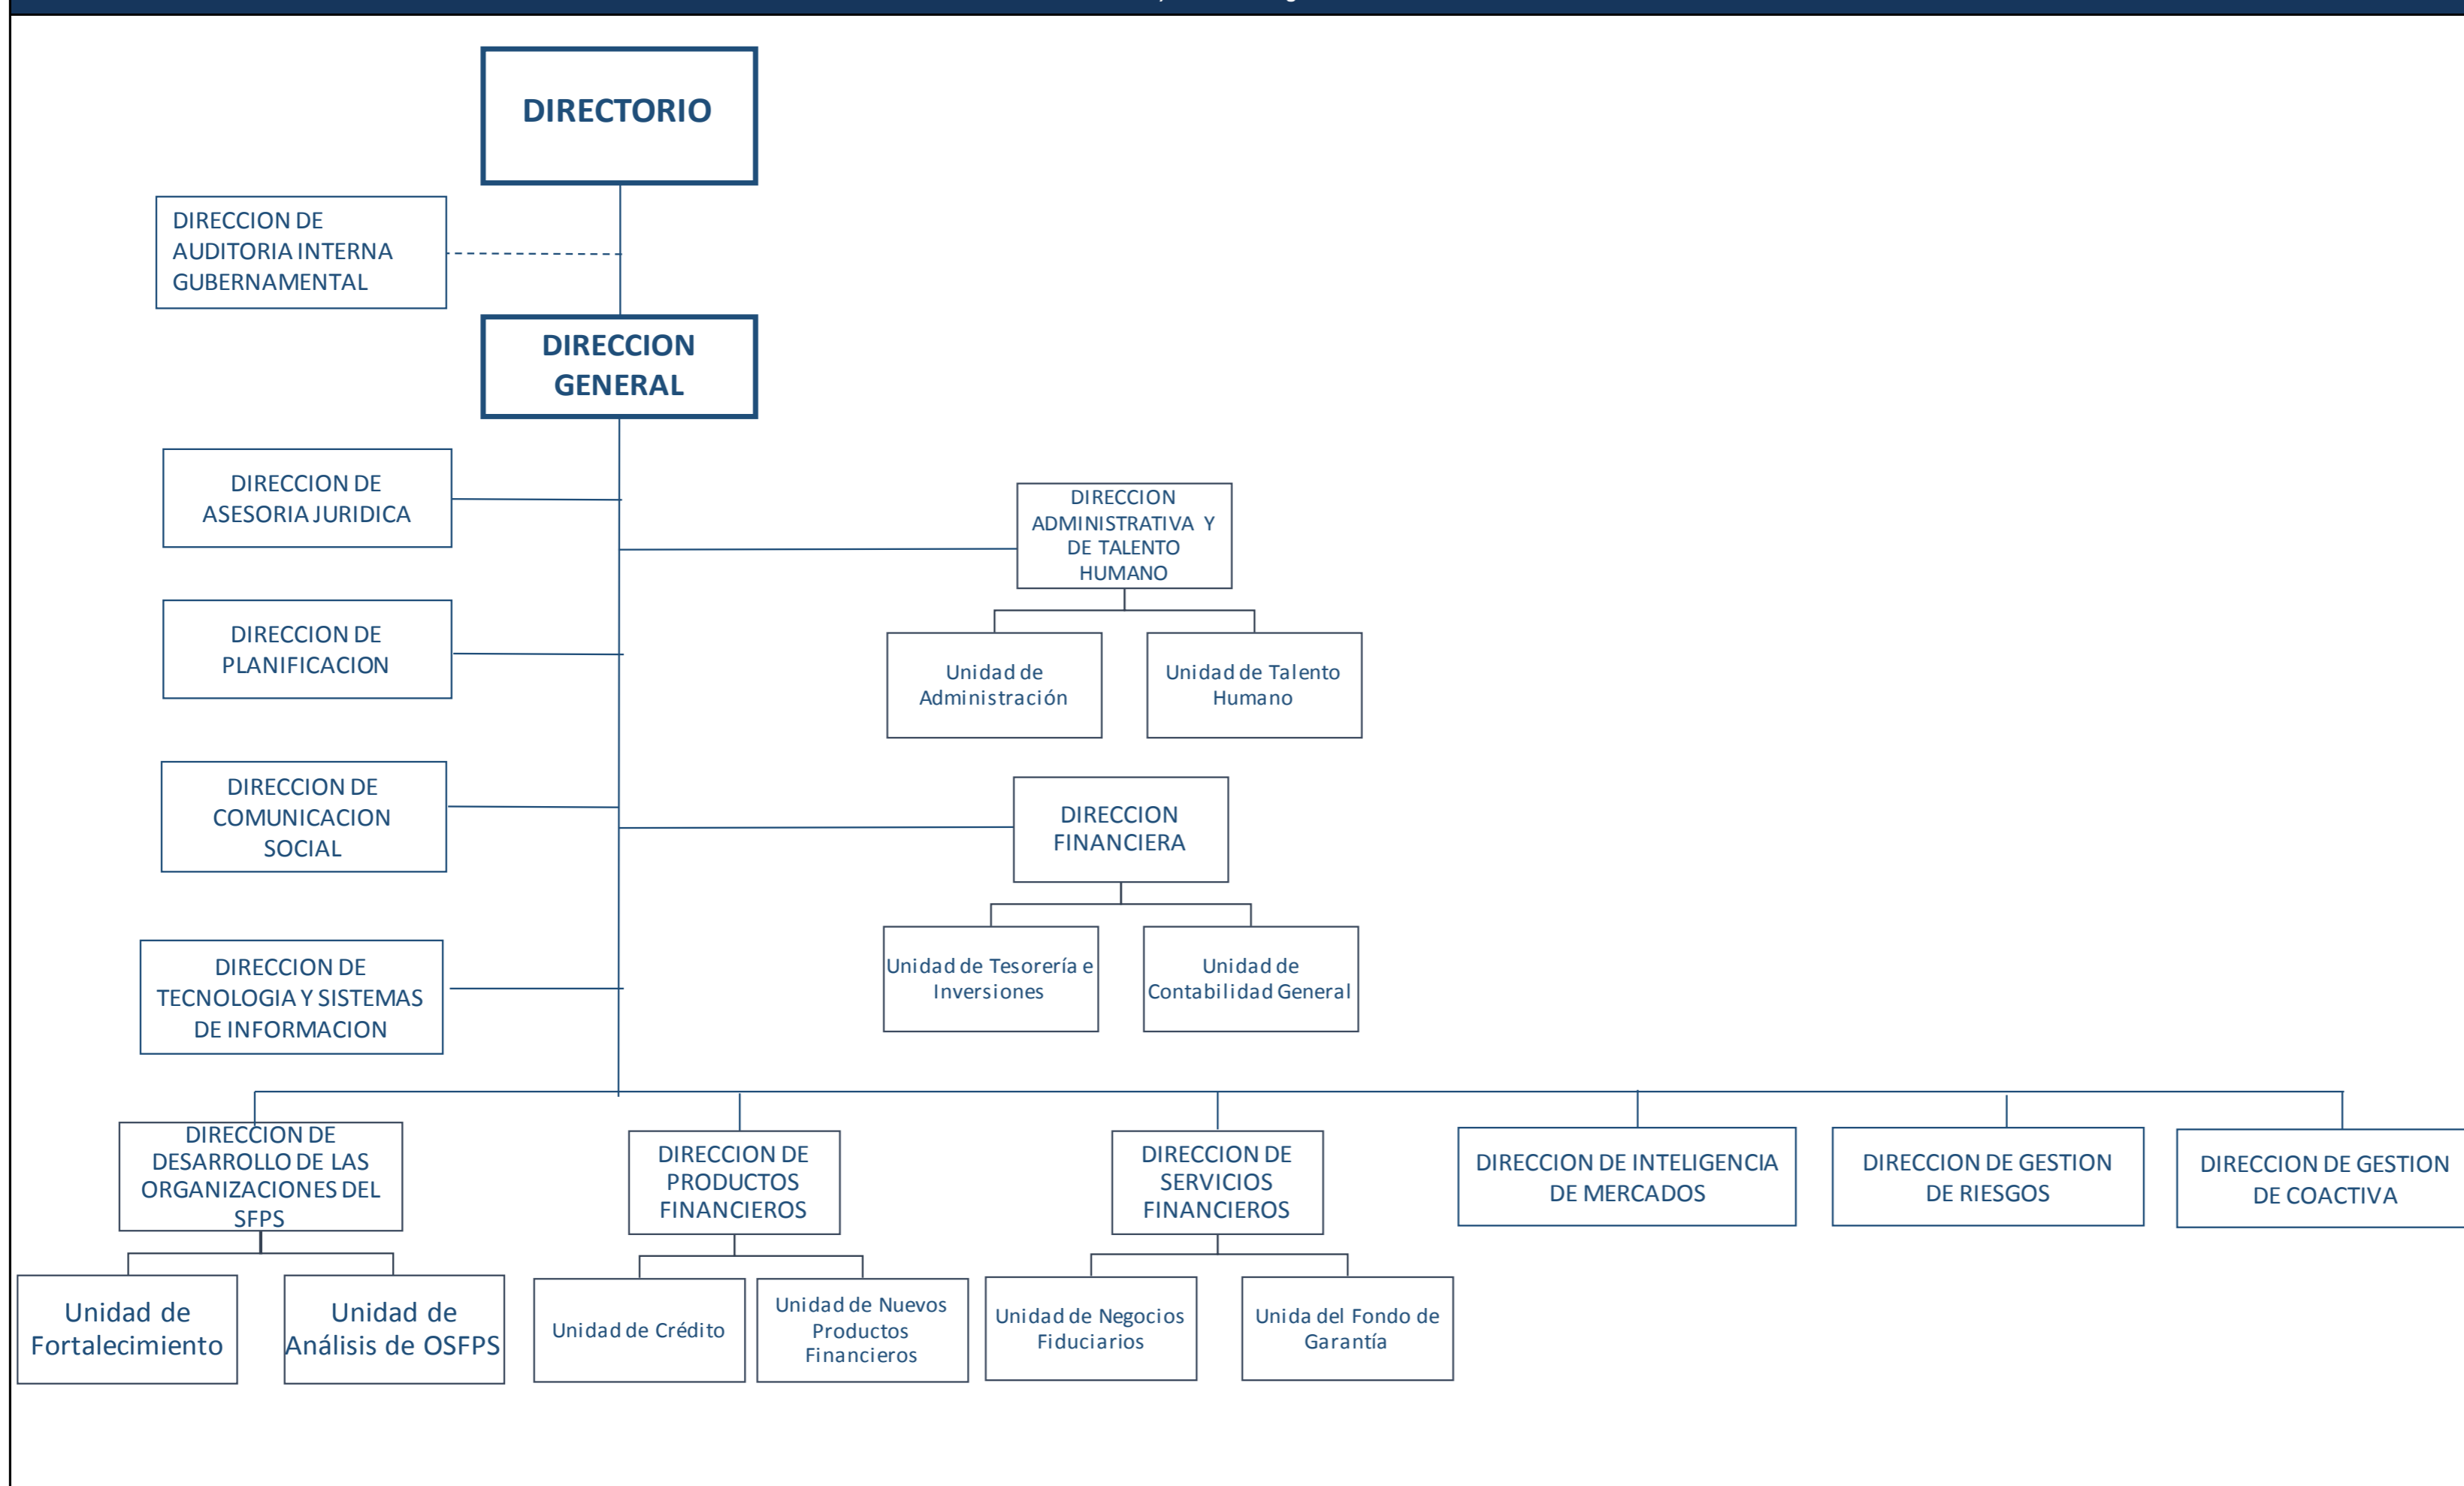 DIRECTORIO
DIRECCION DE
AUDITORIA INTERNA
GUBERNAMENTAL
DIRECCION
GENERAL
DIRECCION DE
ASESORIA JURIDICA
DIRECCION
ADMINISTRATIVA Y
DE TALENTO
HUMANO
DIRECCION DE
PLANIFICACION
Unidad de
Administración
Unidad de Talento
Humano
DIRECCION DE
COMUNICACION
SOCIAL
DIRECCION
FINANCIERA
DIRECCION DE
TECNOLOGIA Y SISTEMAS
DE INFORMACION
Unidad de Tesorería e
Inversiones
Unidad de
Contabilidad General
DIRECCION DE
DESARROLLO DE LAS
ORGANIZACIONES DEL
SFPS
DIRECCION DE
PRODUCTOS
FINANCIEROS
DIRECCION DE
SERVICIOS
FINANCIEROS
DIRECCION DE INTELIGENCIA
DE MERCADOS
DIRECCION DE GESTION
DE RIESGOS
DIRECCION DE GESTION
DE COACTIVA
Unidad de
Fortalecimiento
Unidad de
Análisis de OSFPS
Unidad de Crédito
Unidad de Nuevos
Productos
Financieros
Unidad de Negocios
Fiduciarios
Unida del Fondo de
Garantía